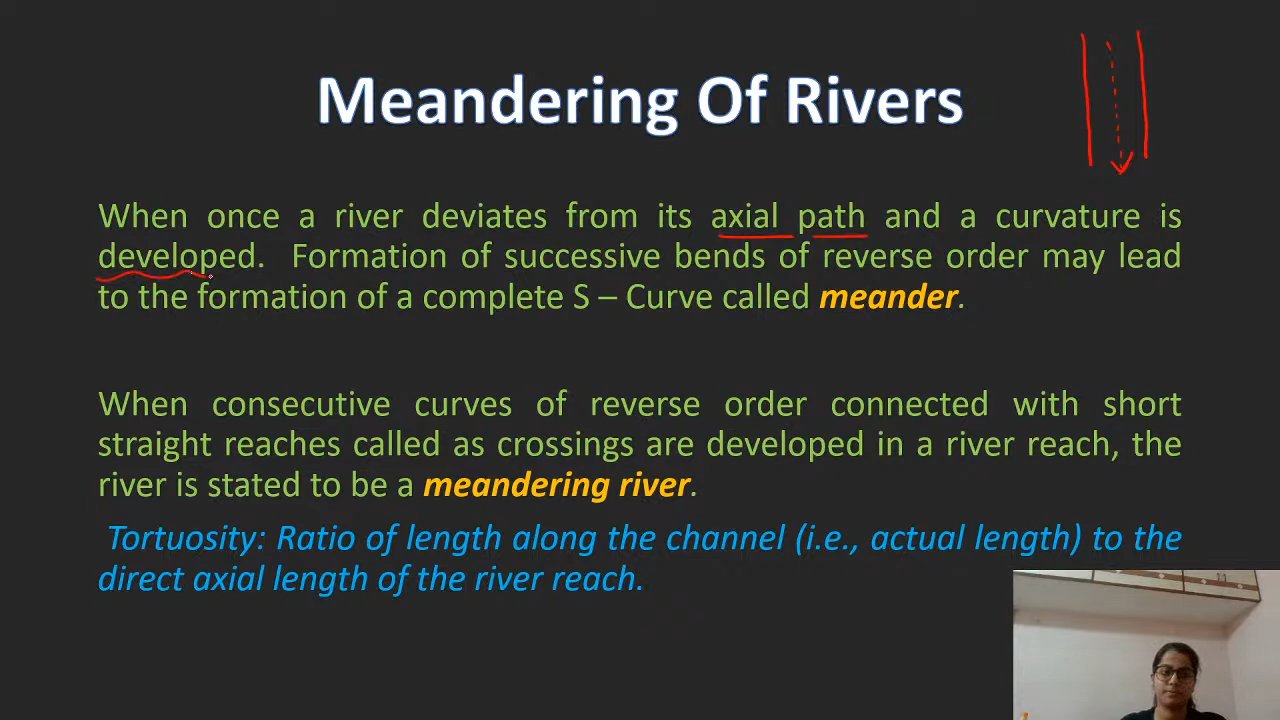 Meandering Of Rivers
When once a river deviates from its axial path and a curvature is
developed. Formation of successive bends of reverse order may lead
to the formation of a complete S – Curve called meander.
When consecutive curves of reverse order connected with short
straight reaches called as crossings are developed in a river reach, the
river is stated to be a meandering river.
Tortuosity: Ratio of length along the channel (i.e., actual length) to the
direct axial length of the river reach.